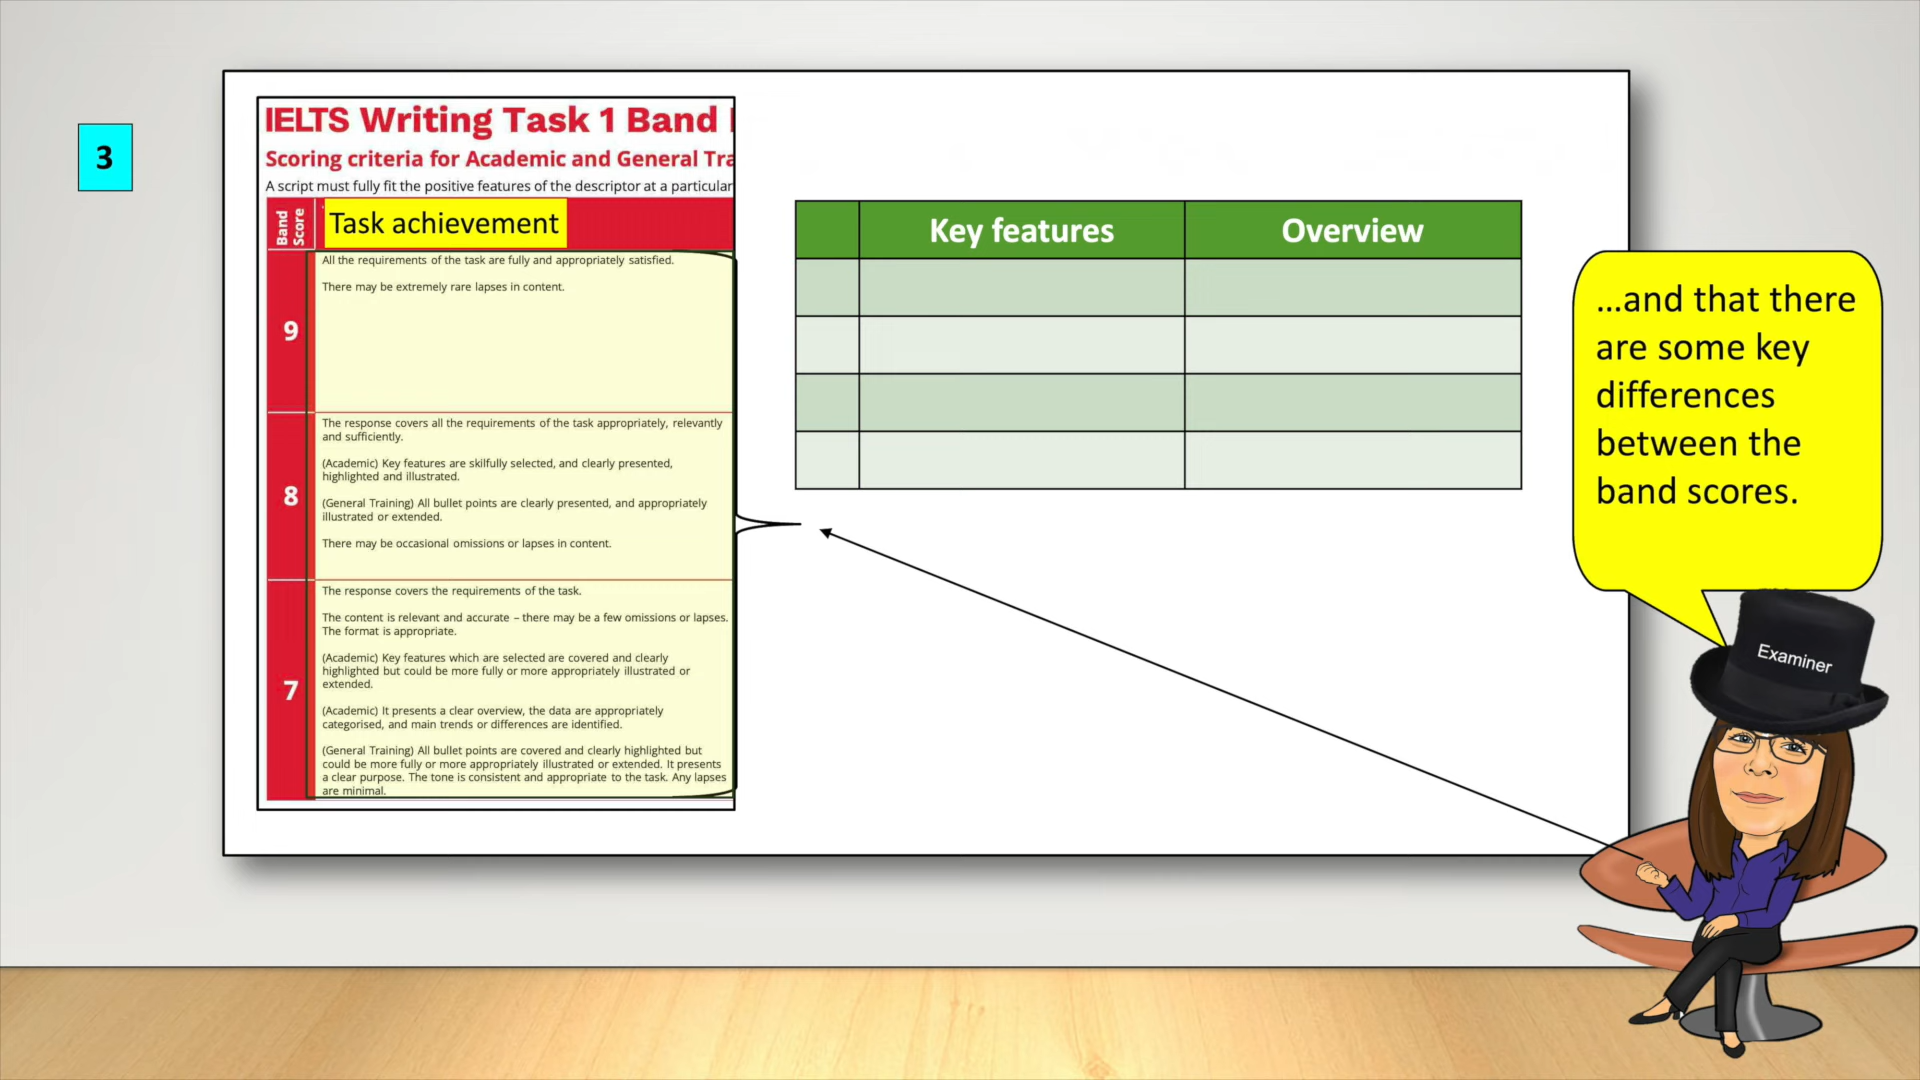 3
IELTS Writing Task 1 Band
Scoring criteria for Academic and General Tra
A script must fully fit the positive features of the descriptor at a particular
Band
Score
Task achievement
9
All the requirements of the task are fully and appropriately satisfied.
There may be extremely rare lapses in content.
8
The response covers all the requirements of the task appropriately, relevantly
and sufficiently.
(Academic) Key features are skilfully selected, and clearly presented,
highlighted and illustrated.
(General Training) All bullet points are clearly presented, and appropriately
illustrated or extended.
There may be occasional omissions or lapses in content.
7
The response covers the requirements of the task.
The content is relevant and accurate – there may be a few omissions or lapses.
The format is appropriate.
(Academic) Key features which are selected are covered and clearly
highlighted but could be more fully or more appropriately illustrated or
extended.
(Academic) It presents a clear overview, the data are appropriately
categorised, and main trends or differences are identified.
(General Training) All bullet points are covered and clearly highlighted but
could be more fully or more appropriately illustrated or extended. It presents
a clear purpose. The tone is consistent and appropriate to the task. Any lapses
are minimal.
Key features
Overview
...and that there
are some key
differences
between the
band scores.
Examiner